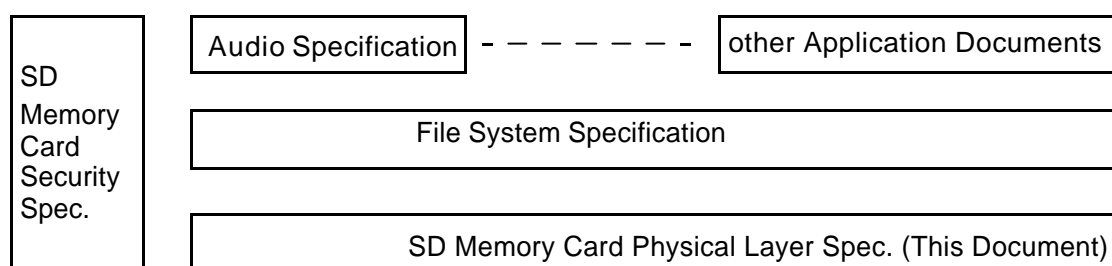 SD
Memory
Card
Security
Spec.
Audio Specification
other Application Documents
File System Specification
SD Memory Card Physical Layer Spec. (This Document)